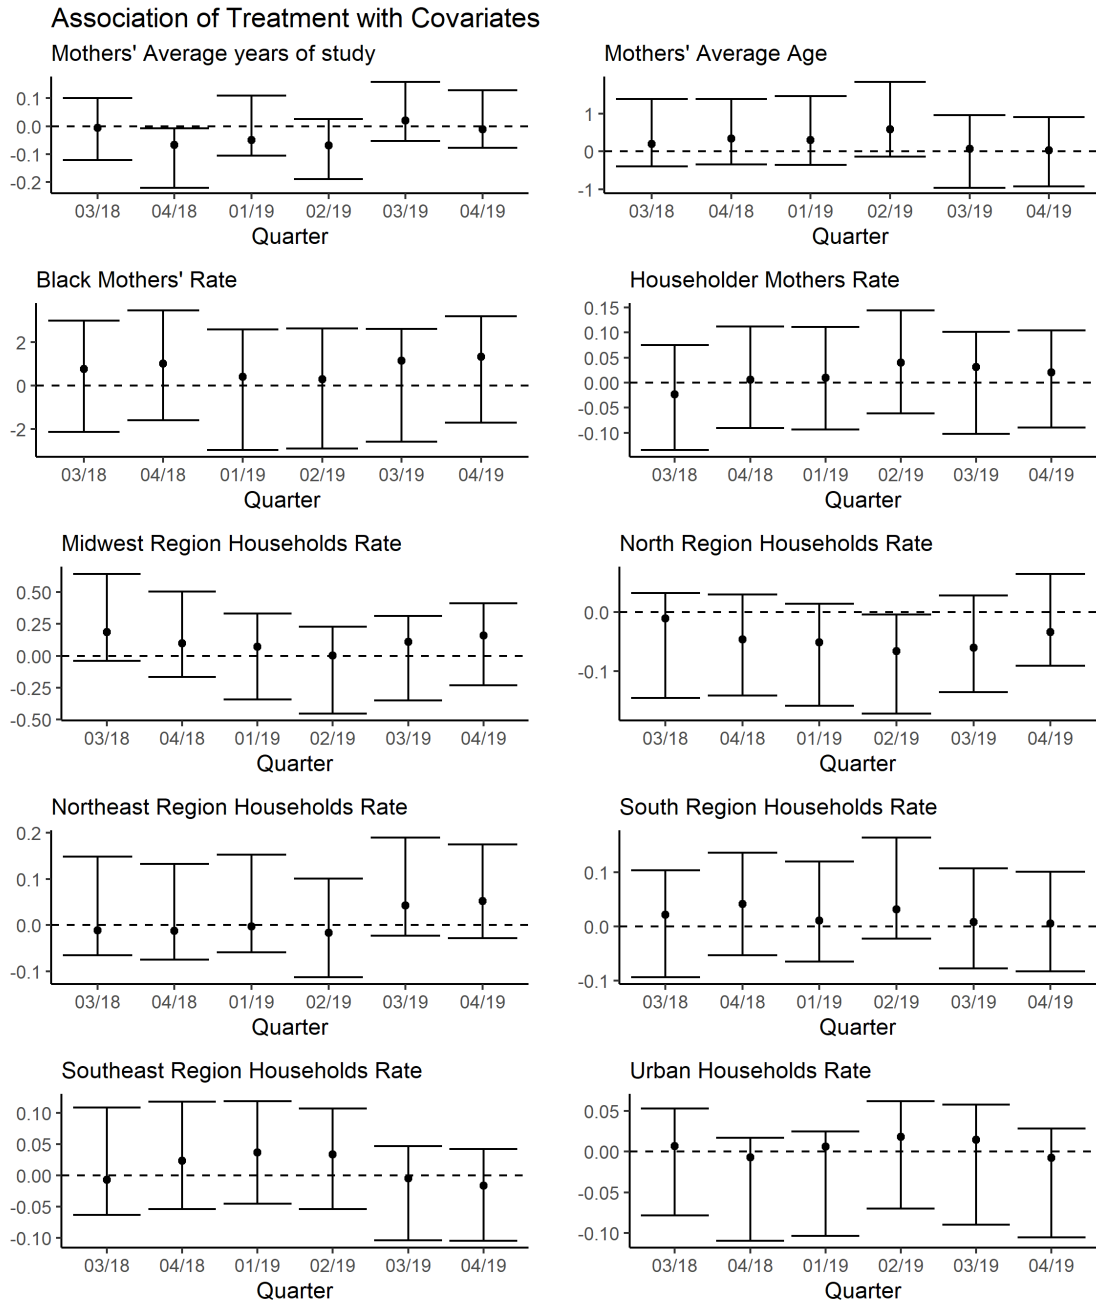 Association of Treatment with Covariates
Mothers' Average years of study
0.1
0.0
-0.1
-0.2
03/18 04/18 01/19 02/19 03/19 04/19
Quarter
Mothers' Average Age
1
0
-1
03/18 04/18 01/19 02/19 03/19 04/19
Quarter
Black Mothers' Rate
2
0
-2
03/18 04/18 01/19 02/19 03/19 04/19
Quarter
Householder Mothers Rate
0.15
0.10
0.05
0.00
-0.05
-0.10
03/18 04/18 01/19 02/19 03/19 04/19
Quarter
Midwest Region Households Rate
0.50
0.25
0.00
-0.25
-0.50
03/18 04/18 01/19 02/19 03/19 04/19
Quarter
North Region Households Rate
0.0
-0.1
03/18 04/18 01/19 02/19 03/19 04/19
Quarter
Northeast Region Households Rate
0.2
0.1
0.0
-0.1
03/18 04/18 01/19 02/19 03/19 04/19
Quarter
South Region Households Rate
0.1
0.0
-0.1
03/18 04/18 01/19 02/19 03/19 04/19
Quarter
Southeast Region Households Rate
0.10
0.05
0.00
-0.05
-0.10
03/18 04/18 01/19 02/19 03/19 04/19
Quarter
Urban Households Rate
0.05
0.00
-0.05
-0.10
03/18 04/18 01/19 02/19 03/19 04/19
Quarter